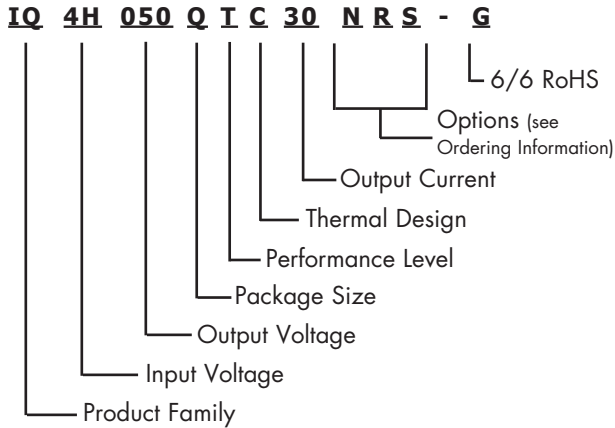 IQ 4H 050 Q T C 30 N R S - G
6/6 RoHS
Options (see
Ordering Information)
Output Current
Thermal Design
Performance Level
Package Size
Output Voltage
Input Voltage
Product Family